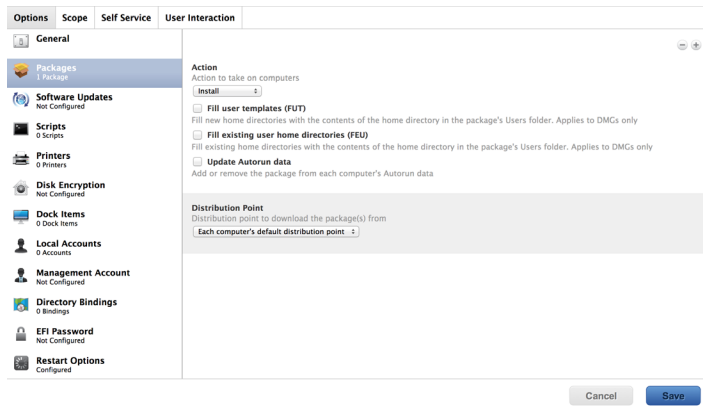 Options
Scope
Self Service
User Interaction
General
Packages
1 Package
Software Updates
Not Configured
Scripts
0 Scripts
Printers
0 Printers
Disk Encryption
Not Configured
Dock Items
0 Dock Items
Local Accounts
0 Accounts
Management Account
Not Configured
Directory Bindings
0 Bindings
EFI Password
Not Configured
Restart Options
Configured
Action
Action to take on computers
Install
Fill user templates (FUT)
Fill new home directories with the contents of the home directory in the package's Users folder. Applies to DMGs only
Fill existing user home directories (FEU)
Fill existing home directories with the contents of the home directory in the package's Users folder. Applies to DMGs only
Update Autorun data
Add or remove the package from each computer's Autorun data
Distribution Point
Distribution point to download the package(s) from
Each computer's default distribution point
Cancel
Save